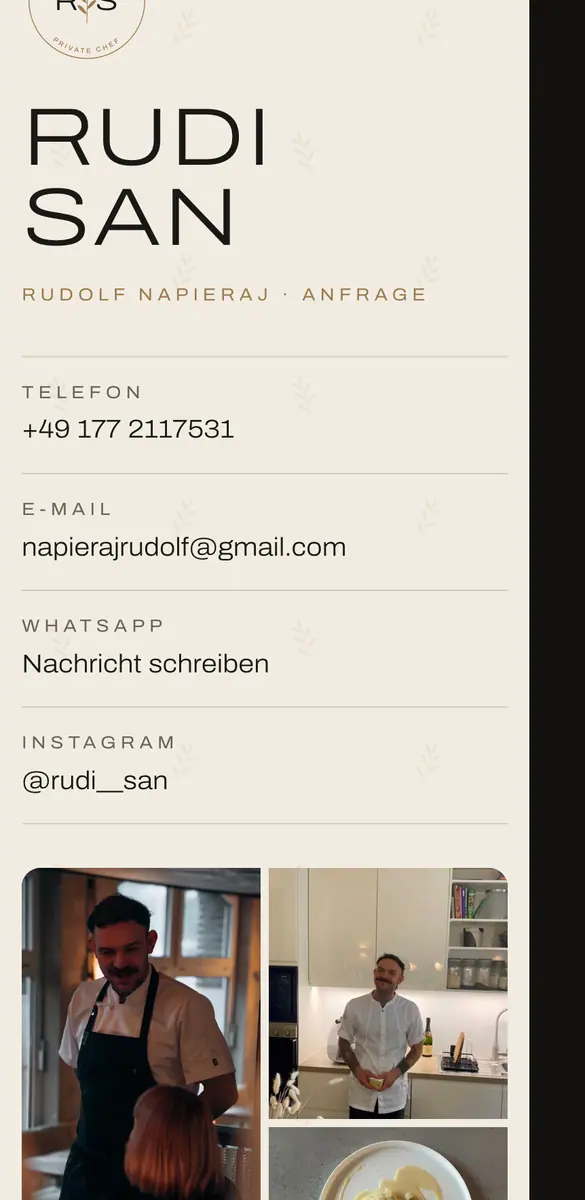 R S
PRIVATE CHEF
RUDI
SAN
RUDOLF NAPIERAJ · ANFRAGE
TELEFON
+49 177 2117531
E-MAIL
napierajrudolf@gmail.com
WHATSAPP
Nachricht schreiben
INSTAGRAM
@rudi__san